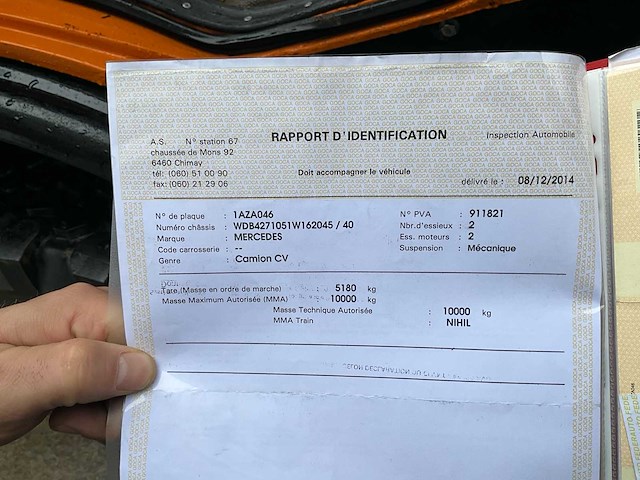 A.S. N° station 67
chaussée de Mons 92
6460 Chimay
tél: (060) 51 00 90
fax: (060) 21 29 06
RAPPORT D'IDENTIFICATION
Inspection Automobile
Doit accompagner le véhicule
délivré le : 08/12/2014
N° de plaque : 1AZA046
Numéro châssis : WDB4271051W162045 / 40
Marque : MERCEDES
Code carrosserie : --
Genre : Camion CV
N° PVA : 911821
Nbr.d'essieux : 2
Ess. moteurs : 2
Suspension : Mécanique
Tare (Masse en ordre de marche) : 5180 kg
Masse Maximum Autorisée (MMA) : 10000 kg
Masse Technique Autorisée : 10000 kg
MMA Train : NIHIL